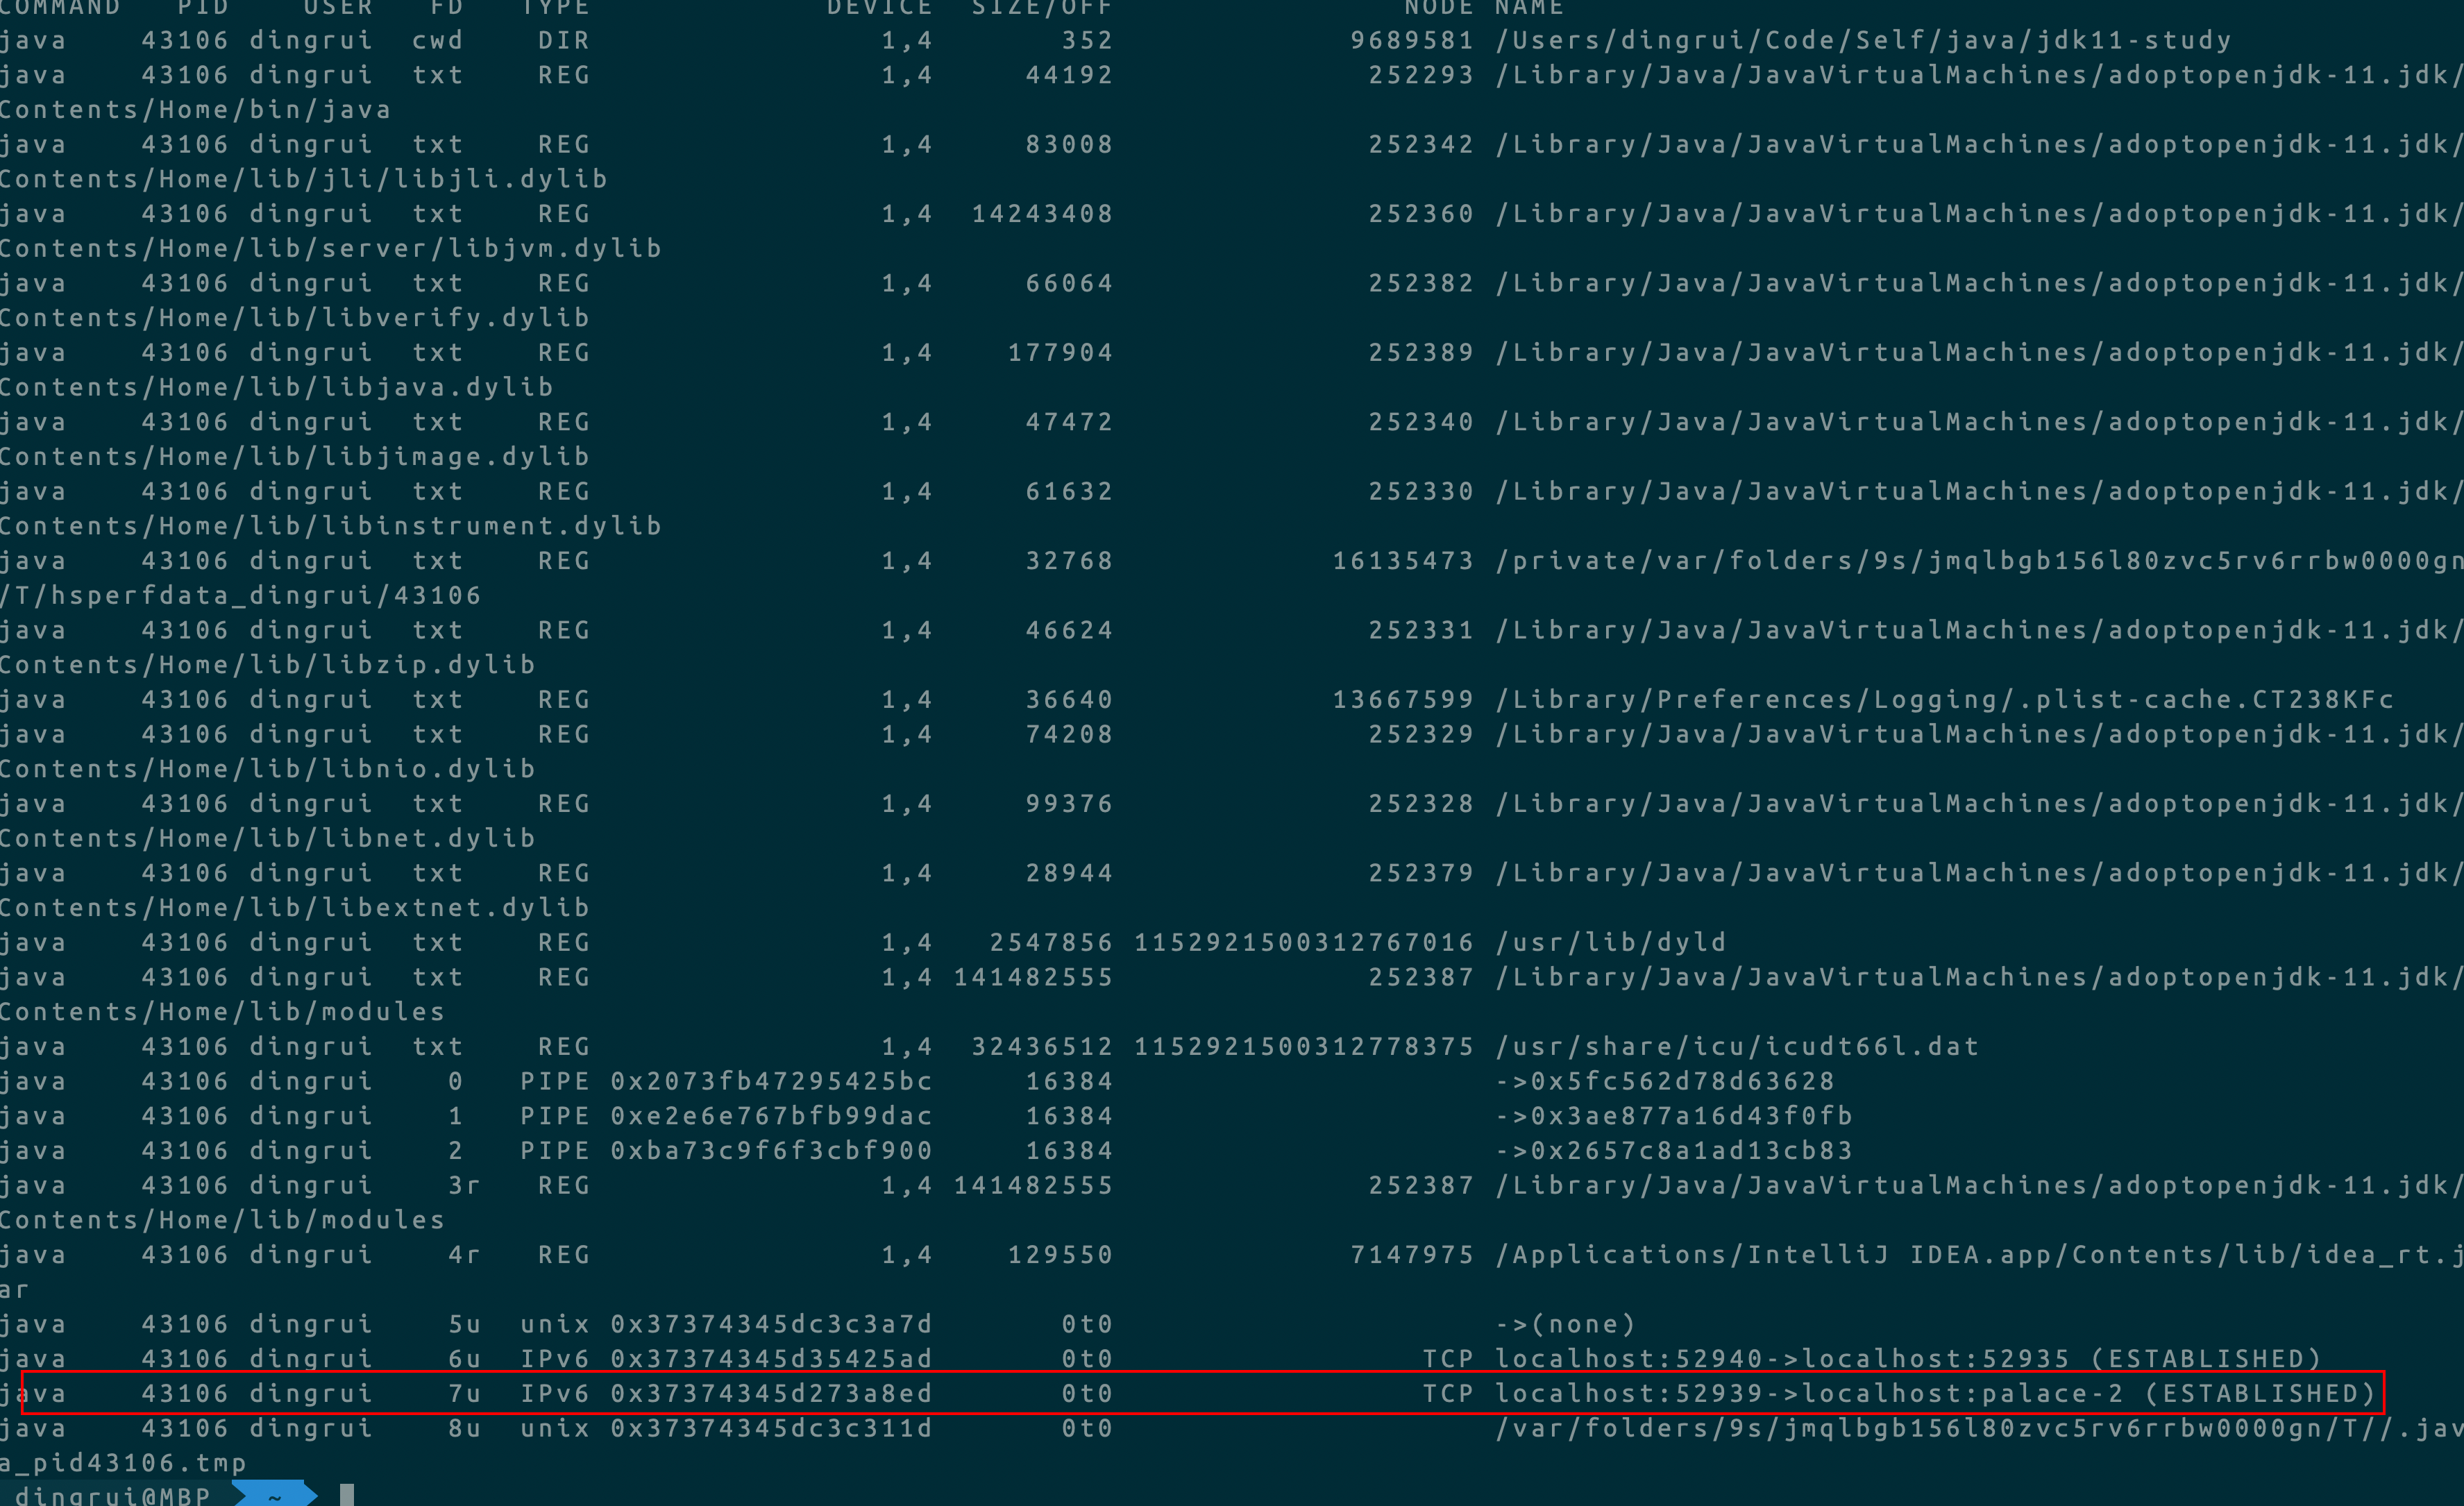 COMMAND PID USER FD TYPE DEVICE SIZE/OFF NODE NAME
java 43106 dingrui cwd DIR 1,4 352 9689581 /Users/dingrui/Code/Self/java/jdk11-study
java 43106 dingrui txt REG 1,4 44192 252293 /Library/Java/JavaVirtualMachines/adoptopenjdk-11.jdk/
Contents/Home/bin/java
java 43106 dingrui txt REG 1,4 83008 252342 /Library/Java/JavaVirtualMachines/adoptopenjdk-11.jdk/
Contents/Home/lib/jli/libjli.dylib
java 43106 dingrui txt REG 1,4 14243408 252360 /Library/Java/JavaVirtualMachines/adoptopenjdk-11.jdk/
Contents/Home/lib/server/libjvm.dylib
java 43106 dingrui txt REG 1,4 66064 252382 /Library/Java/JavaVirtualMachines/adoptopenjdk-11.jdk/
Contents/Home/lib/libverify.dylib
java 43106 dingrui txt REG 1,4 177904 252389 /Library/Java/JavaVirtualMachines/adoptopenjdk-11.jdk/
Contents/Home/lib/libjava.dylib
java 43106 dingrui txt REG 1,4 47472 252340 /Library/Java/JavaVirtualMachines/adoptopenjdk-11.jdk/
Contents/Home/lib/libjimage.dylib
java 43106 dingrui txt REG 1,4 61632 252330 /Library/Java/JavaVirtualMachines/adoptopenjdk-11.jdk/
Contents/Home/lib/libinstrument.dylib
java 43106 dingrui txt REG 1,4 32768 16135473 /private/var/folders/9s/jmqlbgb156l80zvc5rv6rrbw0000gn
/T/hsperfdata_dingrui/43106
java 43106 dingrui txt REG 1,4 46624 252331 /Library/Java/JavaVirtualMachines/adoptopenjdk-11.jdk/
Contents/Home/lib/libzip.dylib
java 43106 dingrui txt REG 1,4 36640 13667599 /Library/Preferences/Logging/.plist-cache.CT238KFc
java 43106 dingrui txt REG 1,4 74208 252329 /Library/Java/JavaVirtualMachines/adoptopenjdk-11.jdk/
Contents/Home/lib/libnio.dylib
java 43106 dingrui txt REG 1,4 99376 252328 /Library/Java/JavaVirtualMachines/adoptopenjdk-11.jdk/
Contents/Home/lib/libnet.dylib
java 43106 dingrui txt REG 1,4 28944 252379 /Library/Java/JavaVirtualMachines/adoptopenjdk-11.jdk/
Contents/Home/lib/libextnet.dylib
java 43106 dingrui txt REG 1,4 2547856 1152921500312767016 /usr/lib/dyld
java 43106 dingrui txt REG 1,4 141482555 252387 /Library/Java/JavaVirtualMachines/adoptopenjdk-11.jdk/
Contents/Home/lib/modules
java 43106 dingrui txt REG 1,4 32436512 1152921500312778375 /usr/share/icu/icudt66l.dat
java 43106 dingrui 0 PIPE 0x2073fb47295425bc 16384 ->0x5fc562d78d63628
java 43106 dingrui 1 PIPE 0xe2e6e767bfb99dac 16384 ->0x3ae877a16d43f0fb
java 43106 dingrui 2 PIPE 0xba73c9f6f3cbf900 16384 ->0x2657c8a1ad13cb83
java 43106 dingrui 3r REG 1,4 141482555 252387 /Library/Java/JavaVirtualMachines/adoptopenjdk-11.jdk/
Contents/Home/lib/modules
java 43106 dingrui 4r REG 1,4 129550 7147975 /Applications/IntelliJ IDEA.app/Contents/lib/idea_rt.j
ar
java 43106 dingrui 5u unix 0x37374345dc3c3a7d 0t0 ->(none)
java 43106 dingrui 6u IPv6 0x37374345d35425ad 0t0 TCP localhost:52940->localhost:52935 (ESTABLISHED)
java 43106 dingrui 7u IPv6 0x37374345d273a8ed 0t0 TCP localhost:52939->localhost:palace-2 (ESTABLISHED)
java 43106 dingrui 8u unix 0x37374345dc3c311d 0t0 /var/folders/9s/jmqlbgb156l80zvc5rv6rrbw0000gn/T//.jav
a_pid43106.tmp
dingrui@MBP ~